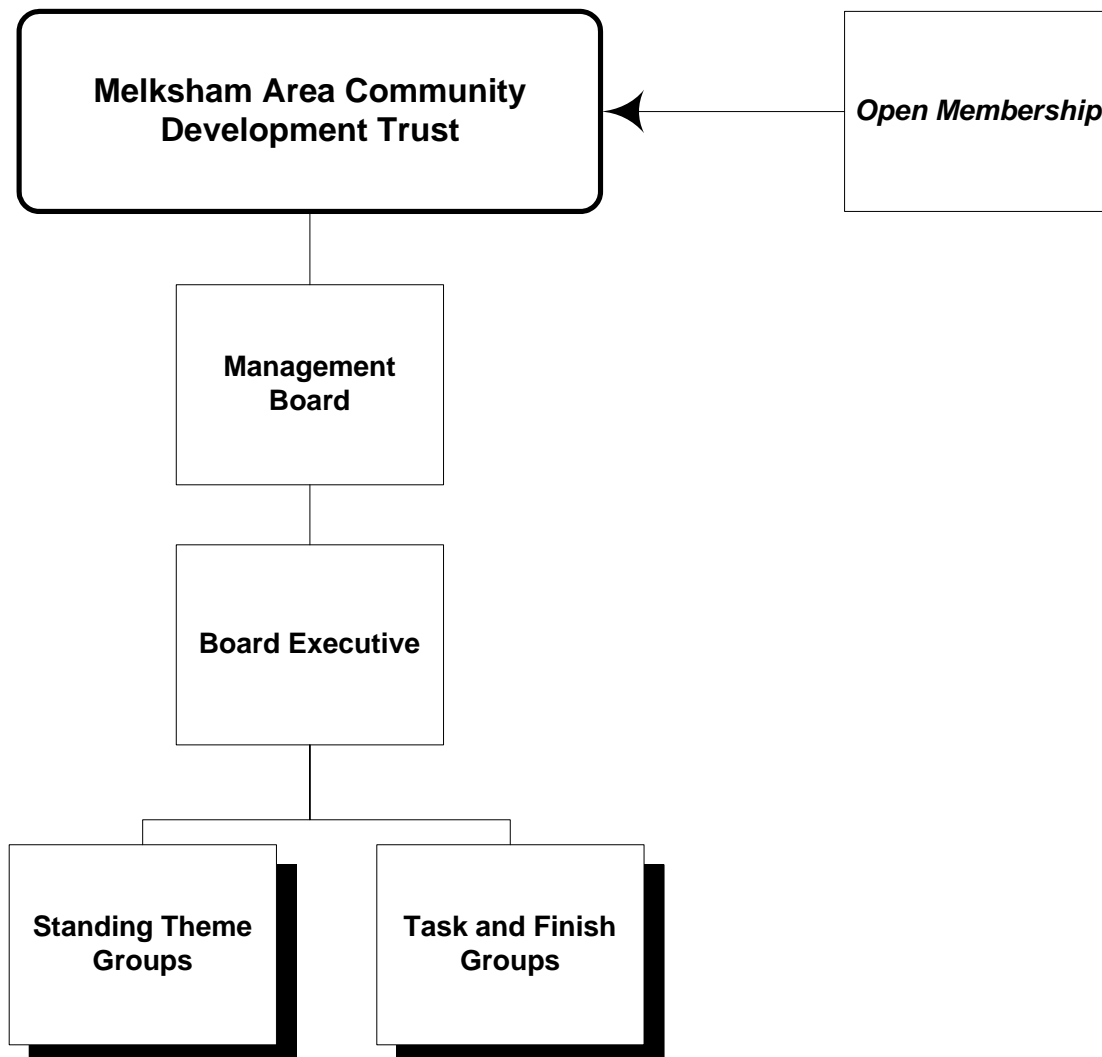 Melksham Area Community
Development Trust
Open Membership
Management
Board
Board Executive
Standing Theme
Groups
Task and Finish
Groups